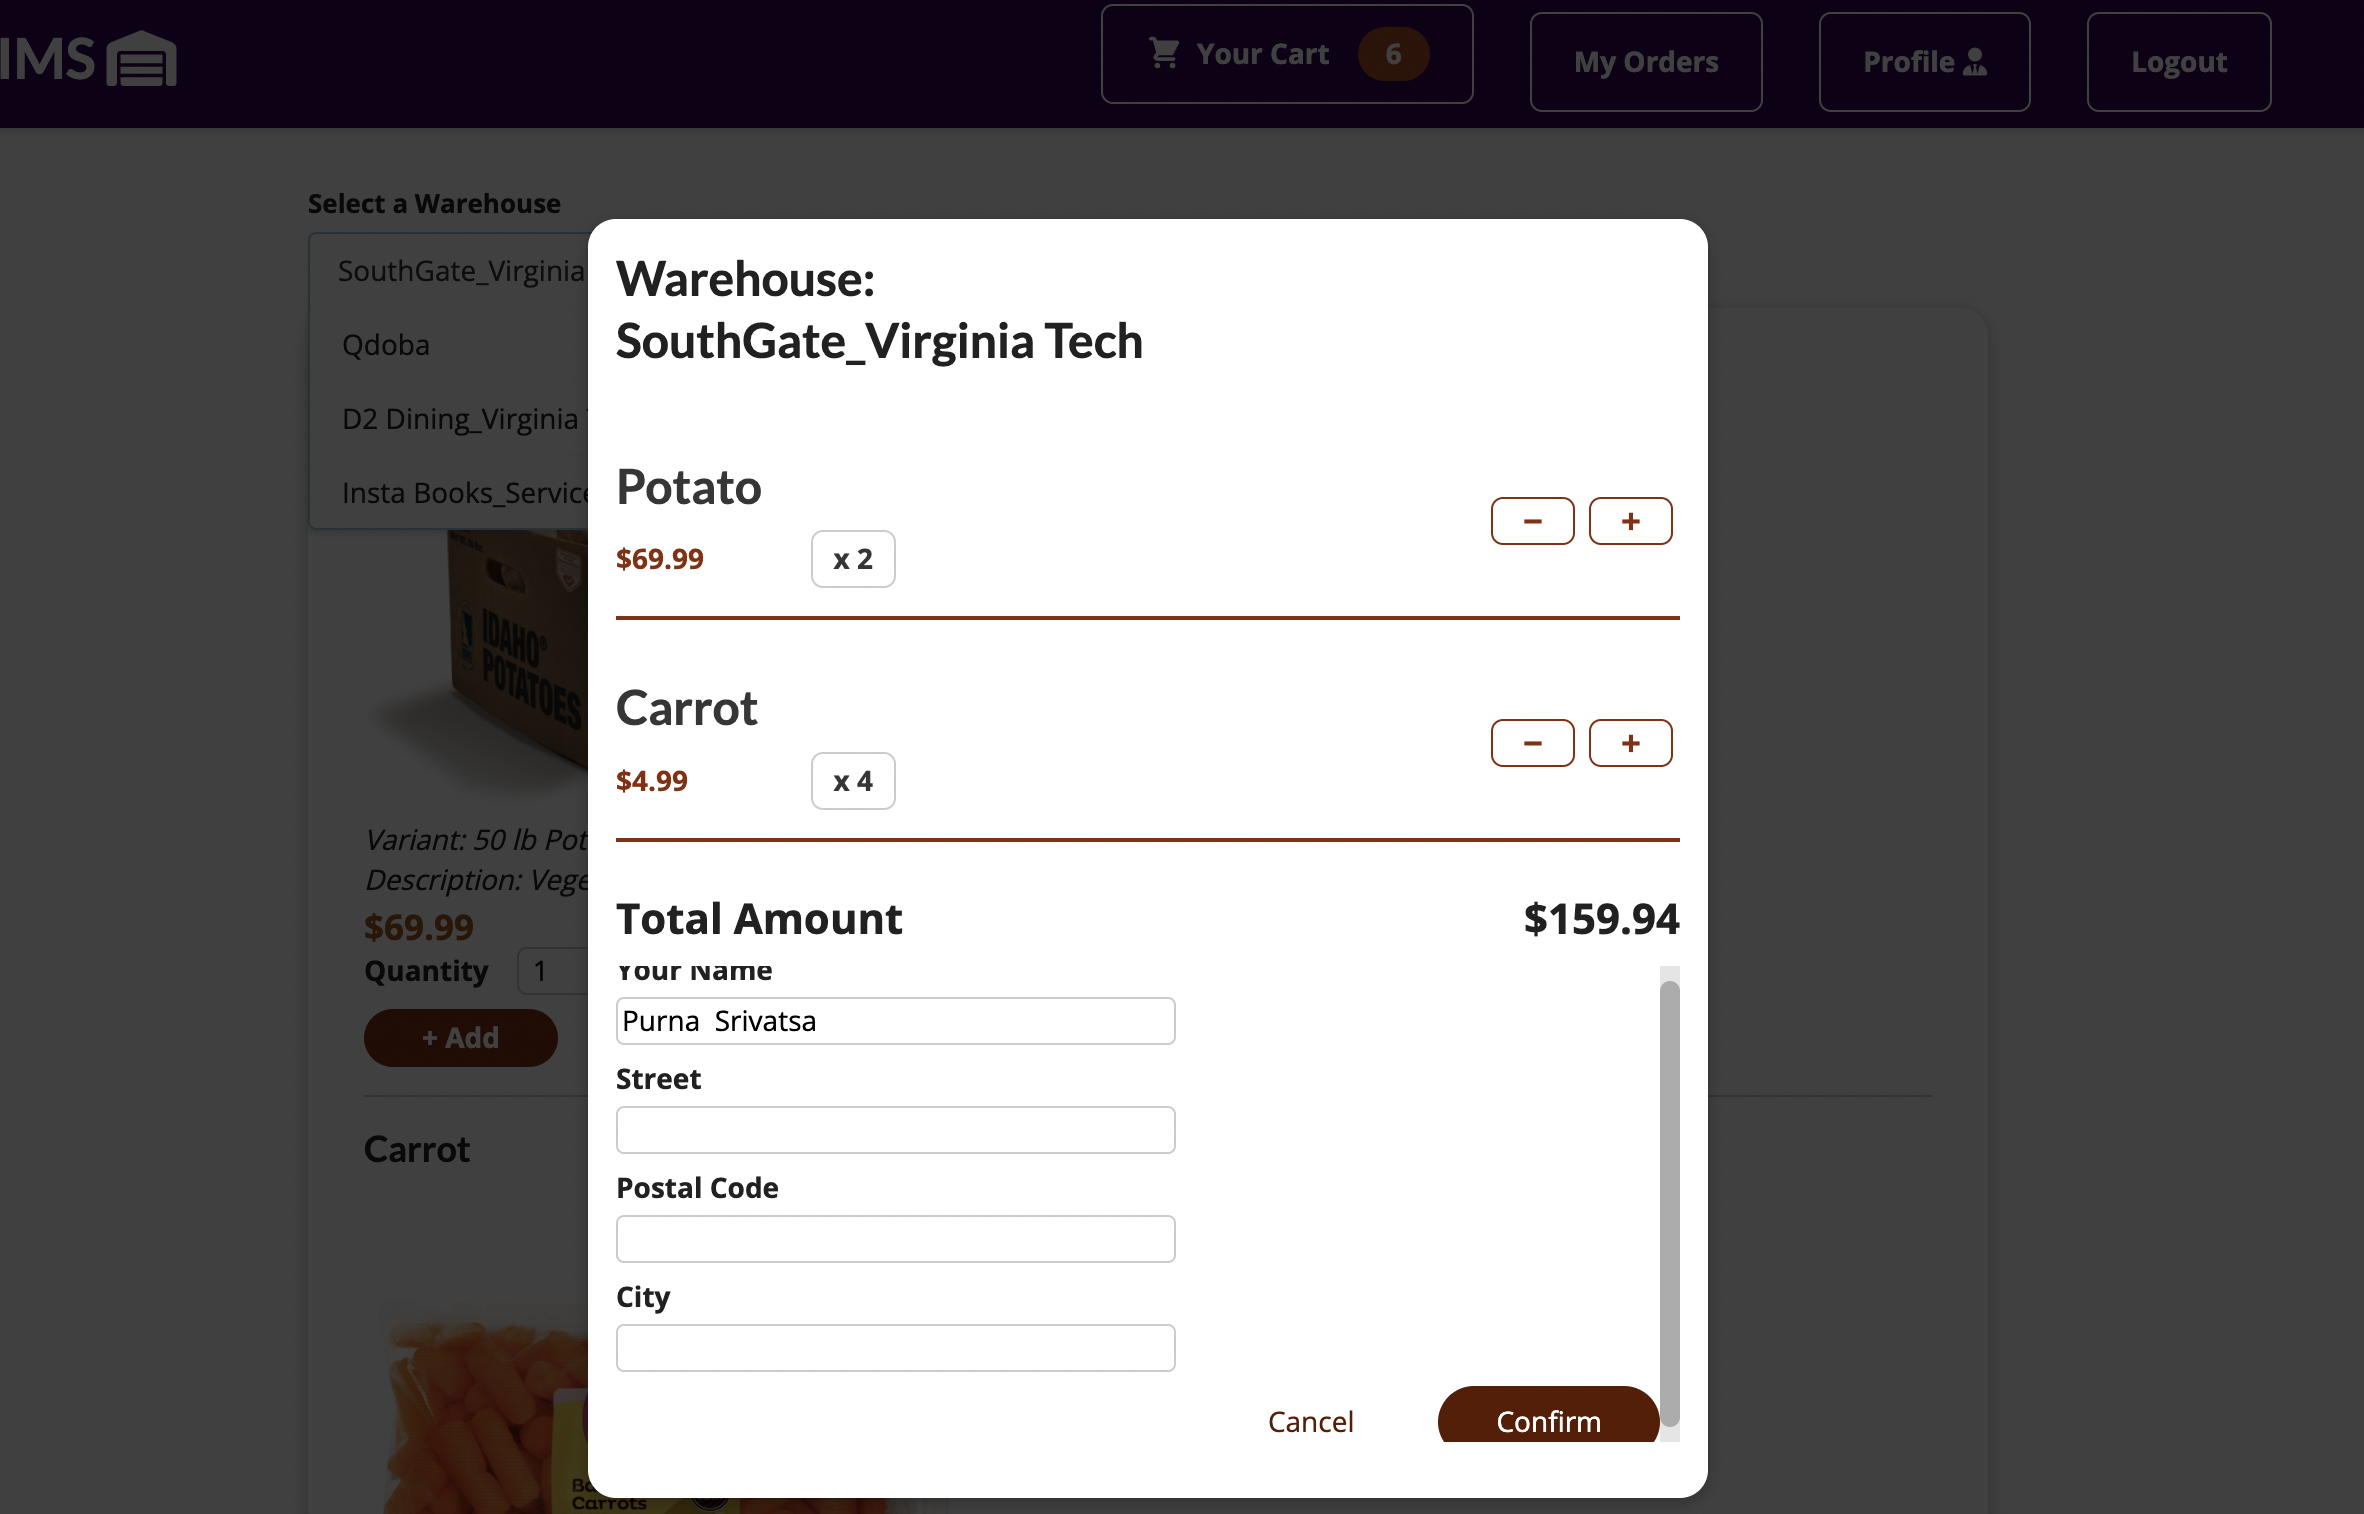 IMS
Your Cart 6
My Orders
Profile
Logout
Select a Warehouse
SouthGate_Virginia
Qdoba
D2 Dining_Virginia
Insta Books_Service
IDAHO®
POTATOES
Variant: 50 lb Pot
Description: Vege
$69.99
Quantity 1
+ Add
Carrot
Carrots
Warehouse:
SouthGate_Virginia Tech
Potato
$69.99 x 2
− +
Carrot
$4.99 x 4
− +
Total Amount $159.94
Your Name
Purna  Srivatsa
Street
Postal Code
City
Cancel
Confirm